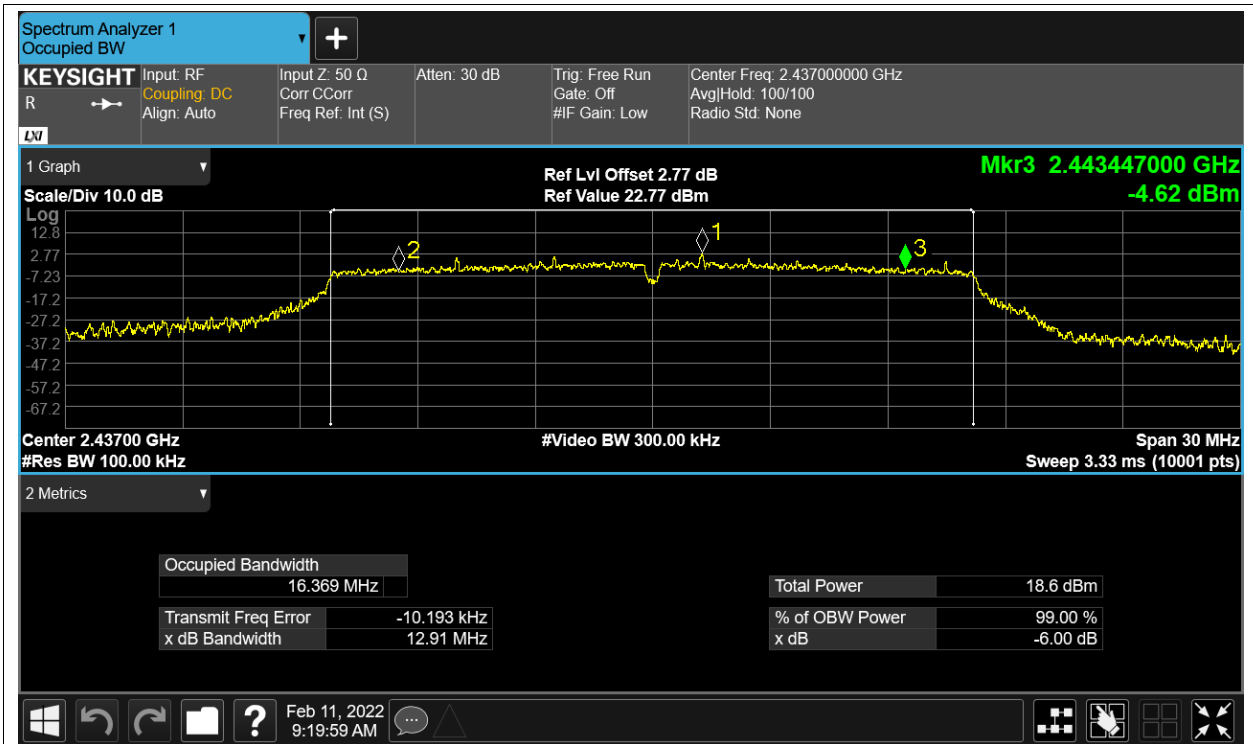 Spectrum Analyzer 1
Occupied BW
KEYSIGHT
R
LXI
Input: RF
Coupling: DC
Align: Auto
Input Z: 50 Ω
Corr CCorr
Freq Ref: Int (S)
Atten: 30 dB
Trig: Free Run
Gate: Off
#IF Gain: Low
Center Freq: 2.437000000 GHz
Avg|Hold: 100/100
Radio Std: None
1 Graph
Scale/Div 10.0 dB
Ref Lvl Offset 2.77 dB
Ref Value 22.77 dBm
Mkr3 2.443447000 GHz
-4.62 dBm
Log
12.8
2.77
-7.23
-17.2
-27.2
-37.2
-47.2
-57.2
-67.2
2
1
3
Center 2.43700 GHz
#Res BW 100.00 kHz
#Video BW 300.00 kHz
Span 30 MHz
Sweep 3.33 ms (10001 pts)
2 Metrics
Occupied Bandwidth
16.369 MHz
Transmit Freq Error -10.193 kHz
x dB Bandwidth 12.91 MHz
Total Power 18.6 dBm
% of OBW Power 99.00 %
x dB -6.00 dB
?
Feb 11, 2022
9:19:59 AM